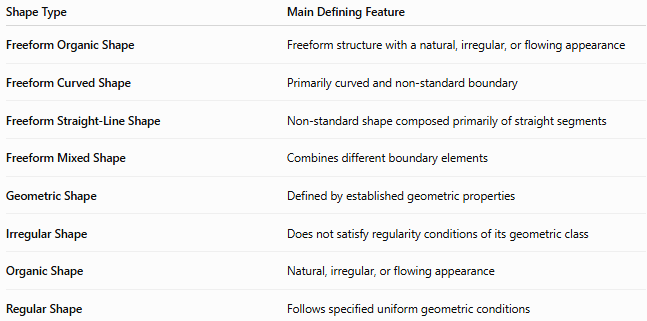 Shape Type Main Defining Feature
Freeform Organic Shape Freeform structure with a natural, irregular, or flowing appearance
Freeform Curved Shape Primarily curved and non-standard boundary
Freeform Straight-Line Shape Non-standard shape composed primarily of straight segments
Freeform Mixed Shape Combines different boundary elements
Geometric Shape Defined by established geometric properties
Irregular Shape Does not satisfy regularity conditions of its geometric class
Organic Shape Natural, irregular, or flowing appearance
Regular Shape Follows specified uniform geometric conditions